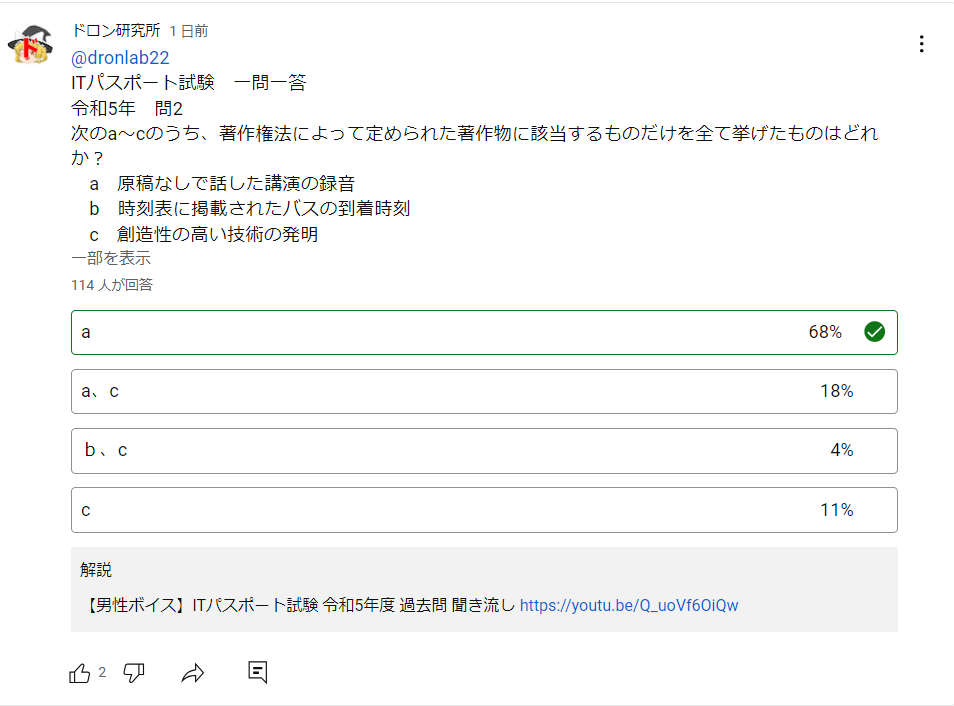 ドロン研究所 1 日前
@dronlab22
ITパスポート試験　一問一答
令和5年　問2
次のa～cのうち、著作権法によって定められた著作物に該当するものだけを全て挙げたものはどれ
か？
a　原稿なしで話した講演の録音
b　時刻表に掲載されたバスの到着時刻
c　創造性の高い技術の発明
一部を表示
114 人が回答
a 68%
a、c 18%
b、c 4%
c 11%
解説
【男性ボイス】ITパスポート試験 令和5年度 過去問 聞き流し https://youtu.be/Q_uoVf6OiQw
2